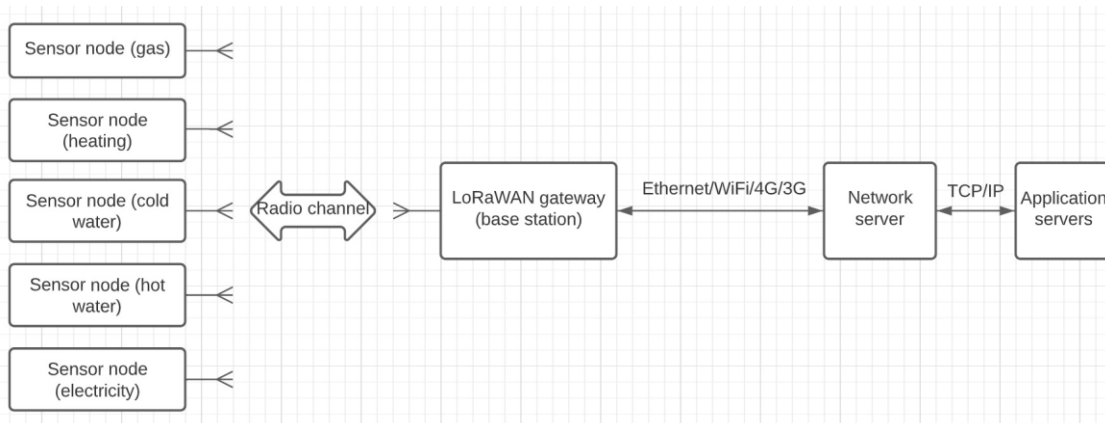 Sensor node (gas)
Sensor node
(heating)
Sensor node (cold
water)
Sensor node (hot
water)
Sensor node
(electricity)
Radio channel
LoRaWAN gateway
(base station)
Ethernet/WiFi/4G/3G
Network
server
TCP/IP
Application
servers